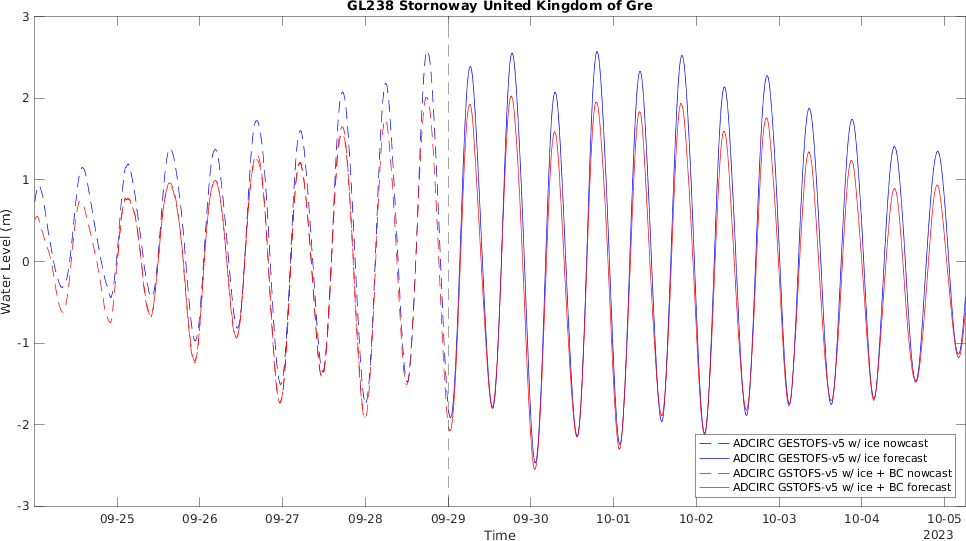 GL238 Stornoway United Kingdom of Gre
Water Level (m)
3
2
1
0
-1
-2
-3
ADCIRC GESTOFS-v5 w/ ice nowcast
ADCIRC GESTOFS-v5 w/ ice forecast
ADCIRC GSTOFS-v5 w/ ice + BC nowcast
ADCIRC GSTOFS-v5 w/ ice + BC forecast
09-25 09-26 09-27 09-28 09-29 09-30 10-01 10-02 10-03 10-04 10-05
Time
2023